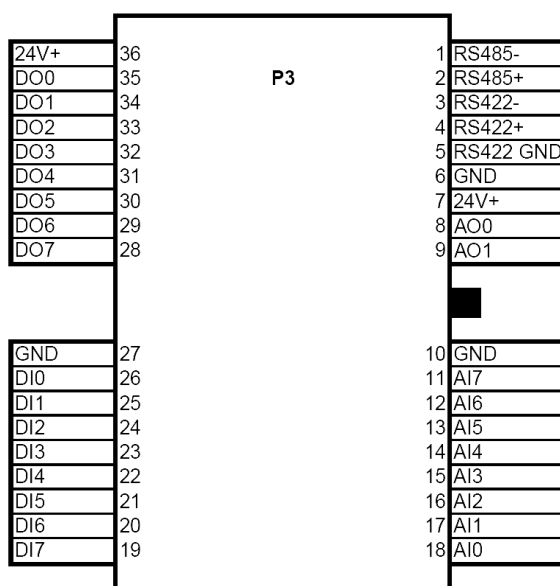 P3
24V+ 36 1 RS485-
DO0 35 2 RS485+
DO1 34 3 RS422-
DO2 33 4 RS422+
DO3 32 5 RS422 GND
DO4 31 6 GND
DO5 30 7 24V+
DO6 29 8 AO0
DO7 28 9 AO1
GND 27 10 GND
DI0 26 11 AI7
DI1 25 12 AI6
DI2 24 13 AI5
DI3 23 14 AI4
DI4 22 15 AI3
DI5 21 16 AI2
DI6 20 17 AI1
DI7 19 18 AI0